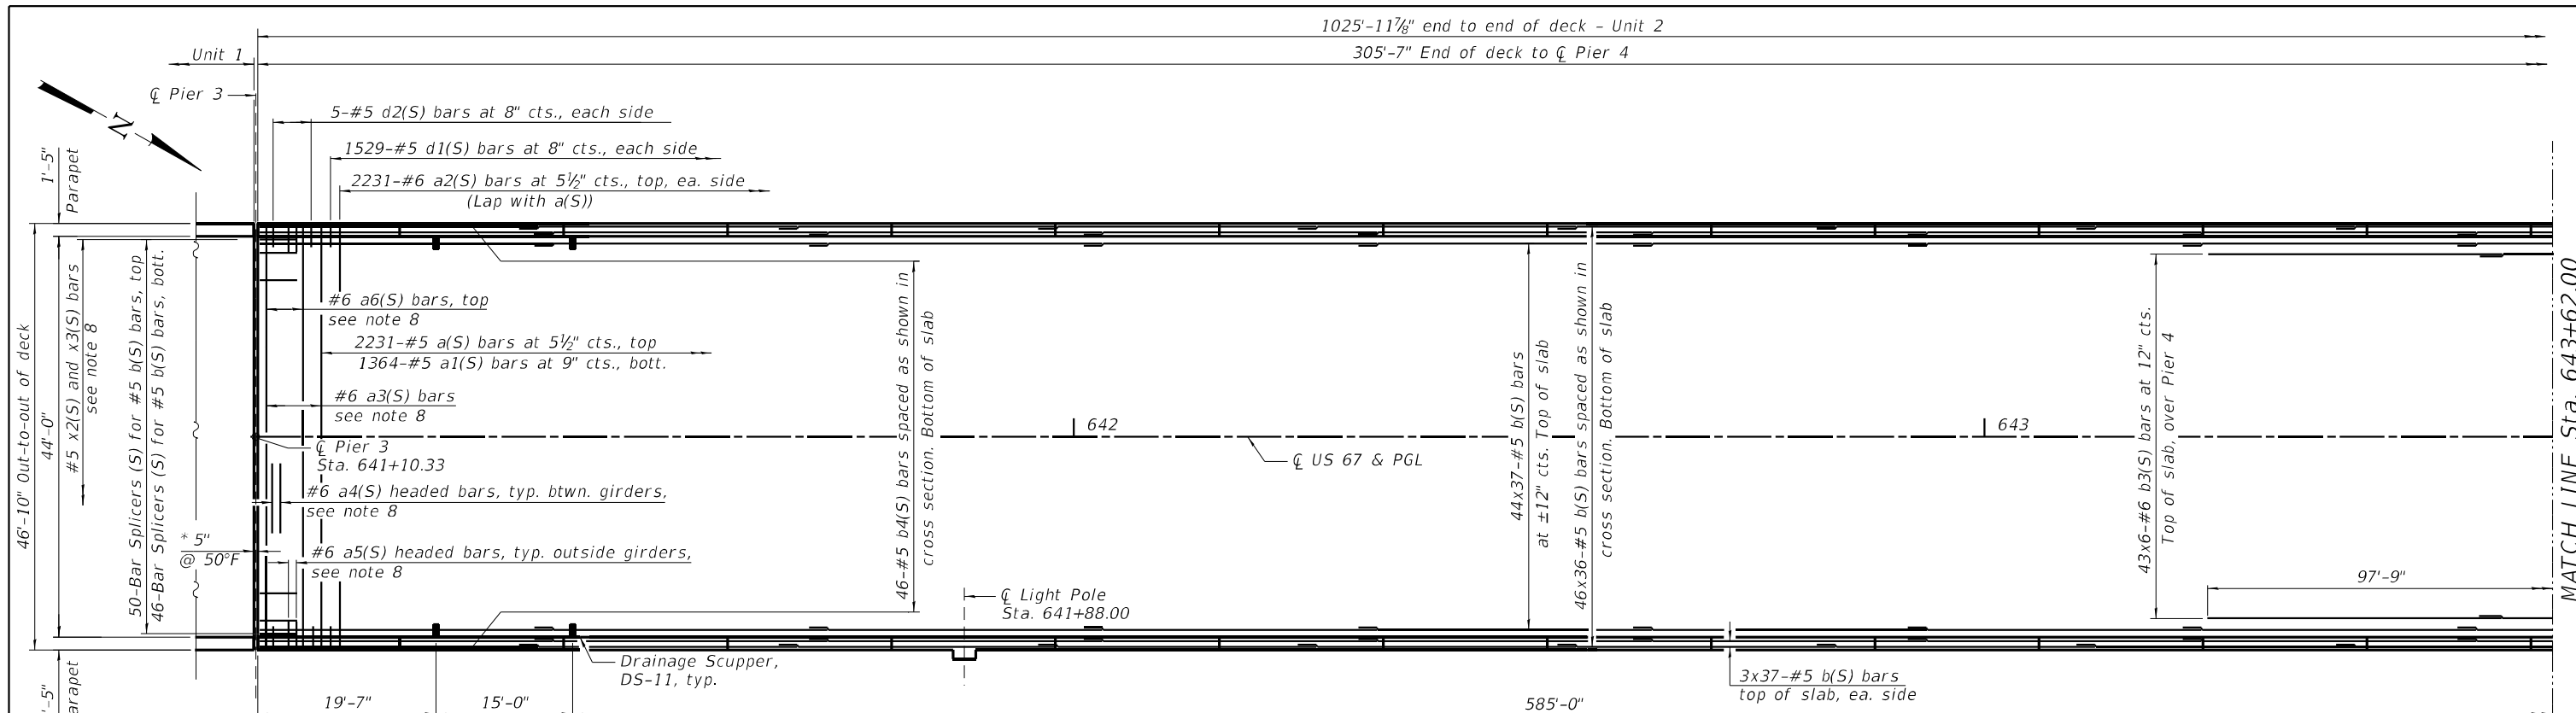 1025'-11⅞" end to end of deck - Unit 2
305'-7" End of deck to ℄ Pier 4
Unit 1
℄ Pier 3
N
5-#5 d2(S) bars at 8" cts., each side
1529-#5 d1(S) bars at 8" cts., each side
2231-#6 a2(S) bars at 5½" cts., top, ea. side
(Lap with a(S))
1'-5"
Parapet
46'-10" Out-to-out of deck
44'-0"
#5 x2(S) and x3(S) bars
see note 8
50-Bar Splicers (S) for #5 b(S) bars, top
46-Bar Splicers (S) for #5 b(S) bars, bott.
#6 a6(S) bars, top
see note 8
2231-#5 a(S) bars at 5½" cts., top
1364-#5 a1(S) bars at 9" cts., bott.
#6 a3(S) bars
see note 8
℄ Pier 3
Sta. 641+10.33
#6 a4(S) headed bars, typ. btwn. girders,
see note 8
* 5"
@ 50°F
#6 a5(S) headed bars, typ. outside girders,
see note 8
46-#5 b4(S) bars spaced as shown in
cross section. Bottom of slab
642
℄ US 67 & PGL
℄ Light Pole
Sta. 641+88.00
44x37-#5 b(S) bars
at ±12" cts. Top of slab
46x36-#5 b(S) bars spaced as shown in
cross section. Bottom of slab
643
43x6-#6 b3(S) bars at 12" cts.
Top of slab, over Pier 4
97'-9"
MATCH LINE Sta. 643+62.00
Drainage Scupper,
DS-11, typ.
3x37-#5 b(S) bars
top of slab, ea. side
19'-7"
15'-0"
585'-0"